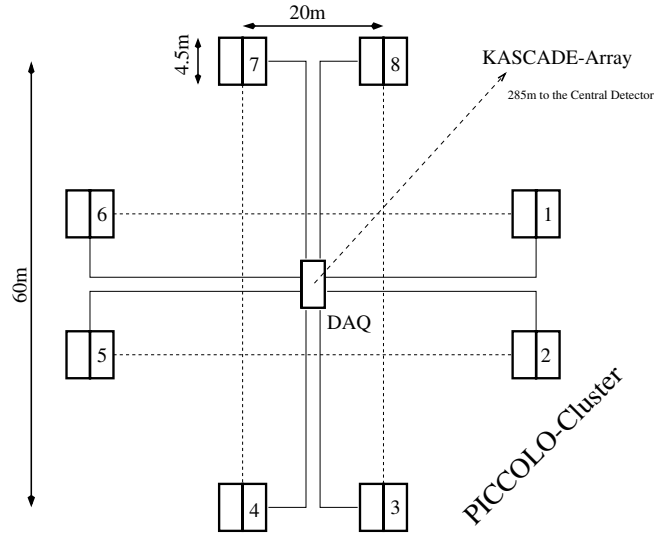 20m
4.5m
7
8
KASCADE-Array
285m to the Central Detector
6
1
60m
DAQ
5
2
PICCOLO-Cluster
4
3